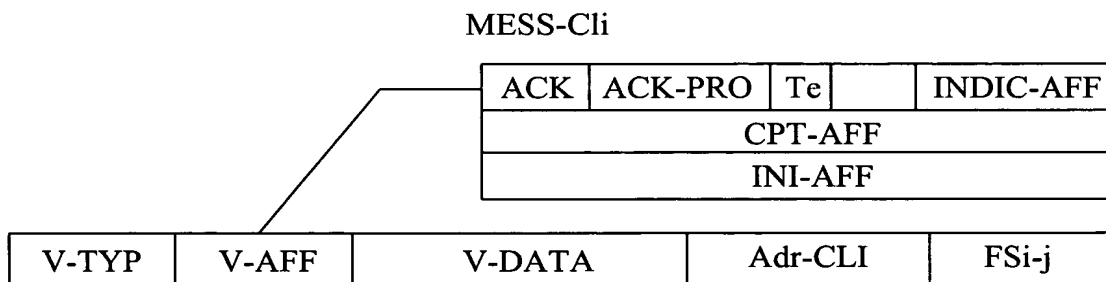 MESS-Cli
ACK ACK-PRO Te INDIC-AFF
CPT-AFF
INI-AFF
V-TYP V-AFF V-DATA Adr-CLI FSi-j